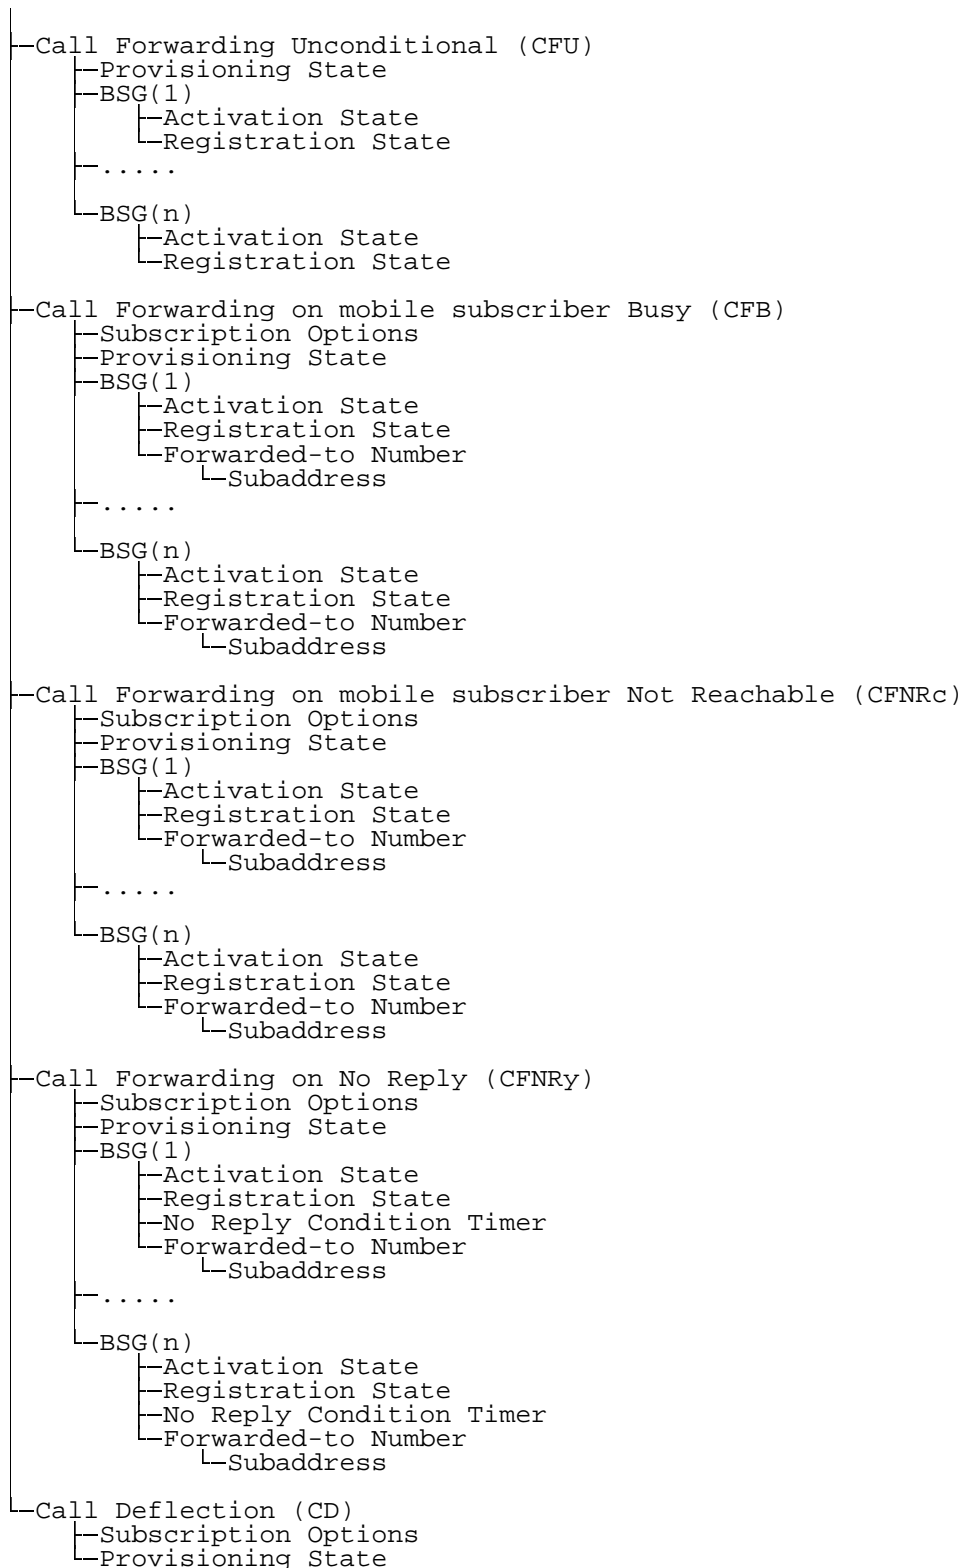 Call Forwarding Unconditional (CFU)
Provisioning State
BSG(1)
Activation State
Registration State
.....
BSG(n)
Activation State
Registration State
Call Forwarding on mobile subscriber Busy (CFB)
Subscription Options
Provisioning State
BSG(1)
Activation State
Registration State
Forwarded-to Number
Subaddress
.....
BSG(n)
Activation State
Registration State
Forwarded-to Number
Subaddress
Call Forwarding on mobile subscriber Not Reachable (CFNRc)
Subscription Options
Provisioning State
BSG(1)
Activation State
Registration State
Forwarded-to Number
Subaddress
.....
BSG(n)
Activation State
Registration State
Forwarded-to Number
Subaddress
Call Forwarding on No Reply (CFNRy)
Subscription Options
Provisioning State
BSG(1)
Activation State
Registration State
No Reply Condition Timer
Forwarded-to Number
Subaddress
.....
BSG(n)
Activation State
Registration State
No Reply Condition Timer
Forwarded-to Number
Subaddress
Call Deflection (CD)
Subscription Options
Provisioning State